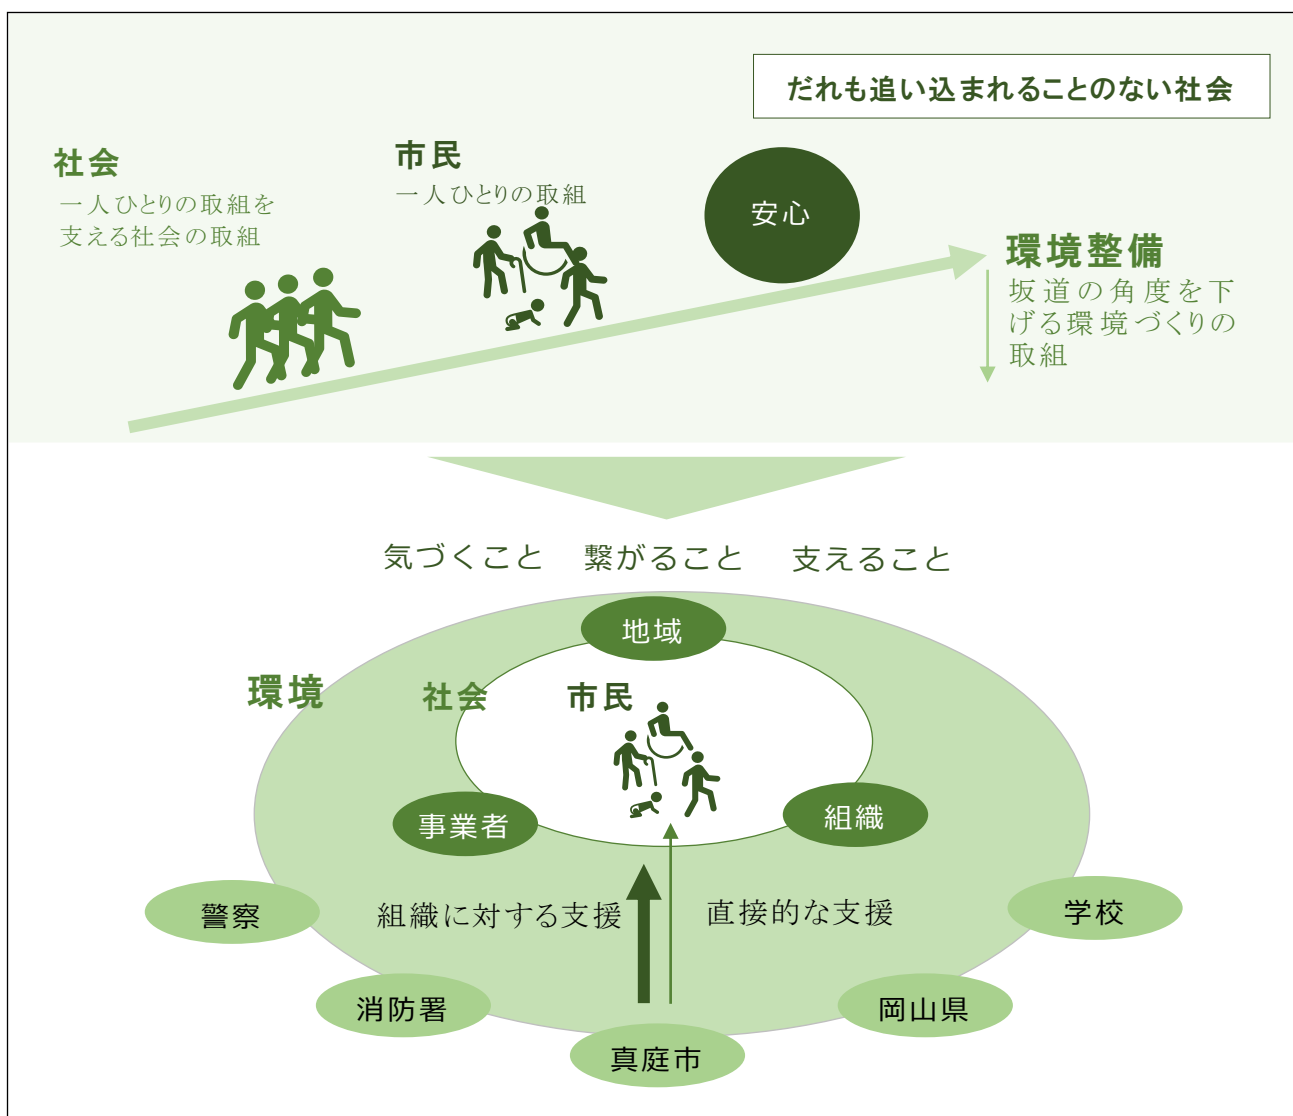 だれも追い込まれることのない社会
社会
一人ひとりの取組を
支える社会の取組
市民
一人ひとりの取組
安心
環境整備
坂道の角度を下
げる環境づくりの
取組
気づくこと 繋がること 支えること
地域
環境
社会
市民
事業者
組織
組織に対する支援
直接的な支援
警察
学校
消防署
岡山県
真庭市